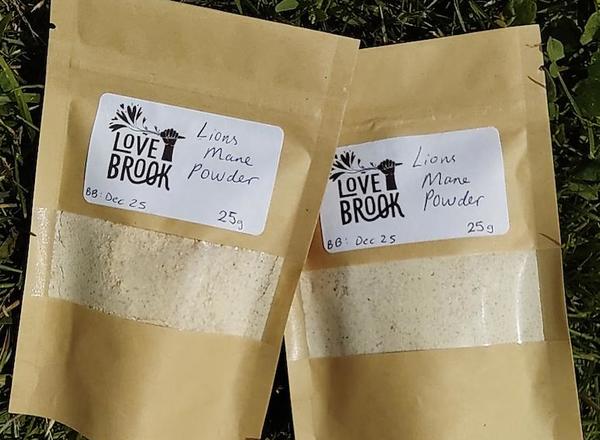 LOVE
BROOK
Lions
Mane
Powder
BB: Dec 25
25g
LOVE
BROOK
Lions
Mane
Powder
BB: Dec 25
25g